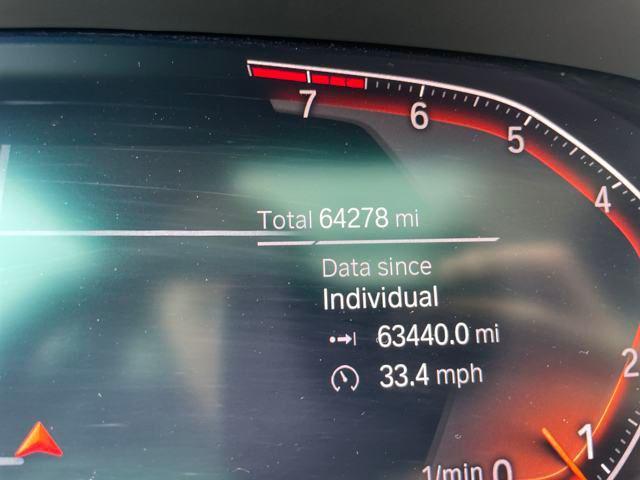 7
6
5
4
Total 64278 mi
Data since
Individual
63440.0 mi
33.4 mph
2
1
1/min 0